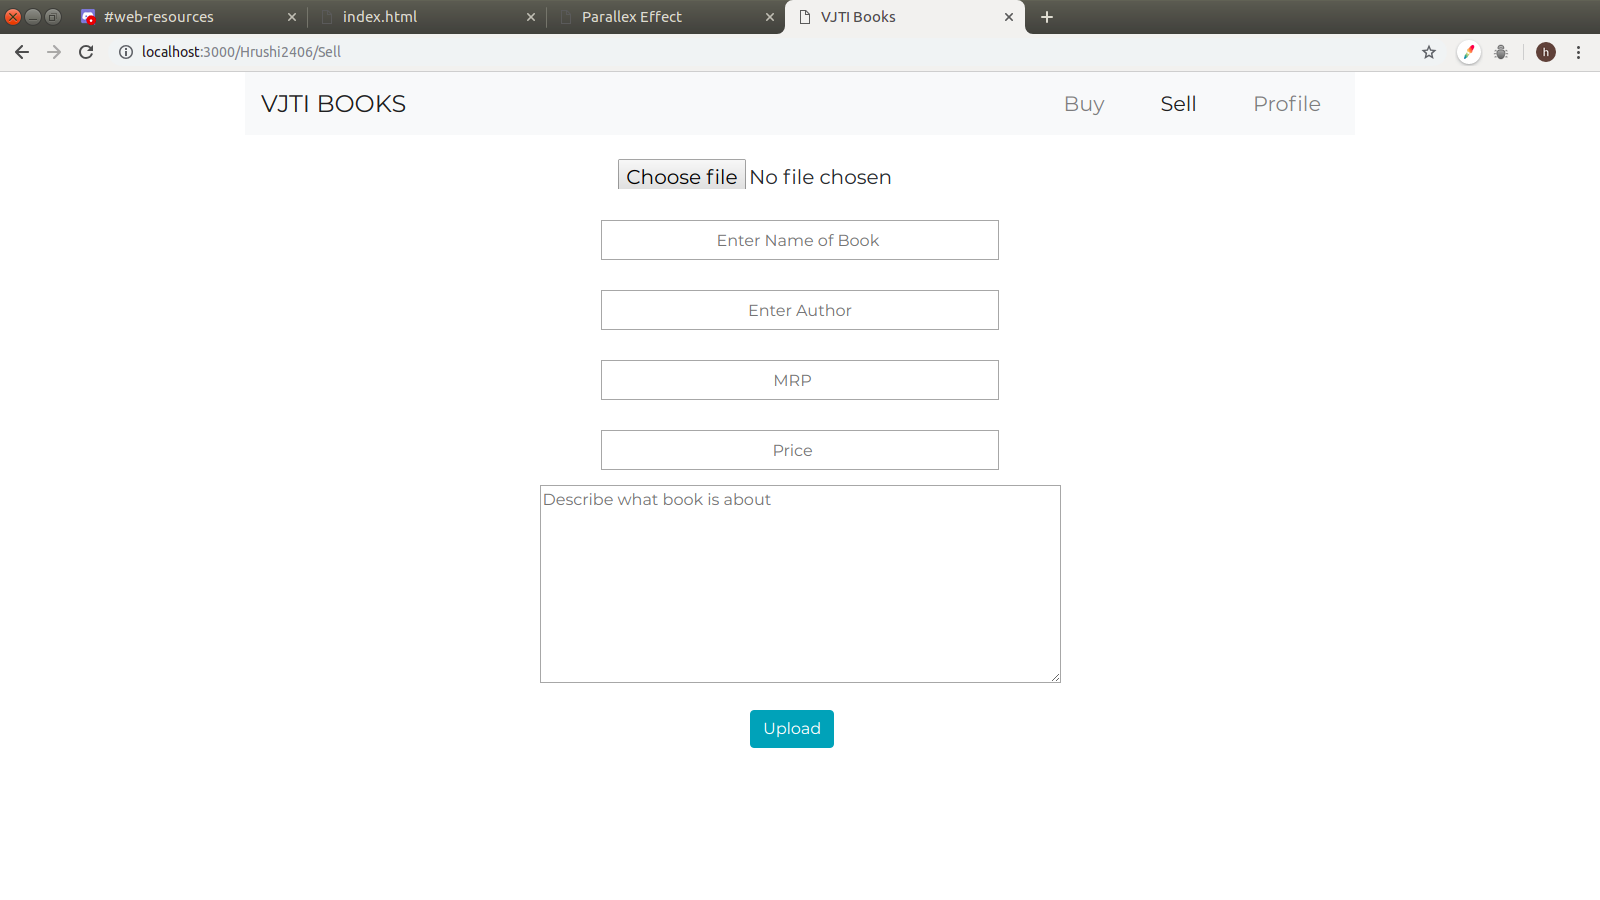 #web-resources index.html Parallex Effect VJTI Books
localhost:3000/Hrushi2406/Sell h
VJTI BOOKS Buy Sell Profile
Choose file No file chosen
Enter Name of Book
Enter Author
MRP
Price
Describe what book is about
Upload